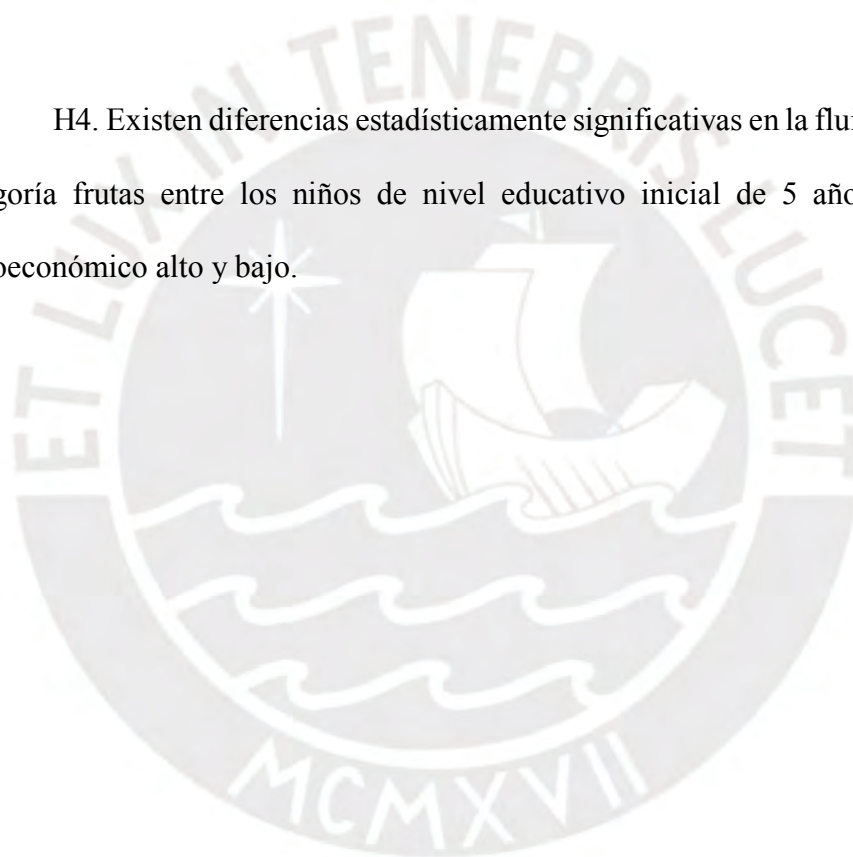 ET LUX IN TENEBRIS LUCET
H4. Existen diferencias estadísticamente significativas en la flui
goría frutas entre los niños de nivel educativo inicial de 5 año
oeconómico alto y bajo.
MCMXVII